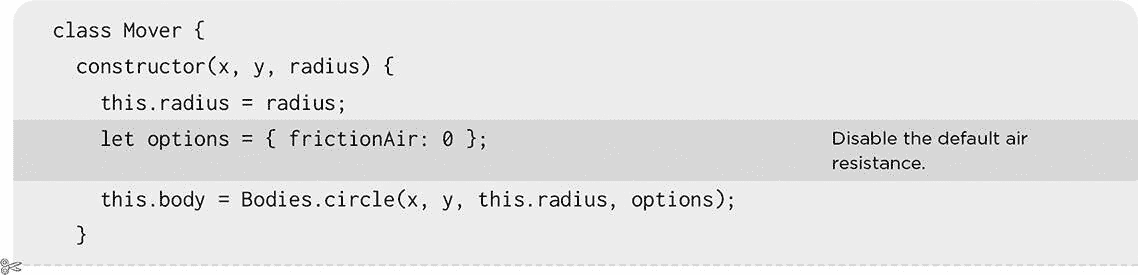 class Mover {
constructor(x, y, radius) {
this.radius = radius;
let options = { frictionAir: 0 };
Disable the default air
resistance.
this.body = Bodies.circle(x, y, this.radius, options);
}